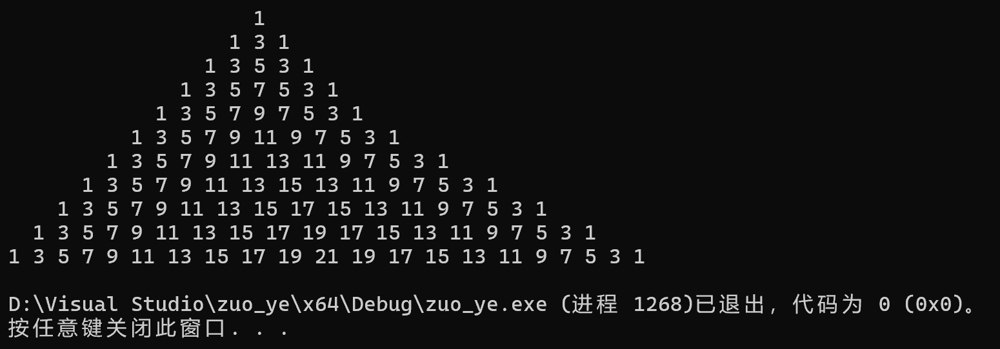 1
1 3 1
1 3 5 3 1
1 3 5 7 5 3 1
1 3 5 7 9 7 5 3 1
1 3 5 7 9 11 9 7 5 3 1
1 3 5 7 9 11 13 11 9 7 5 3 1
1 3 5 7 9 11 13 15 13 11 9 7 5 3 1
1 3 5 7 9 11 13 15 17 15 13 11 9 7 5 3 1
1 3 5 7 9 11 13 15 17 19 17 15 13 11 9 7 5 3 1
1 3 5 7 9 11 13 15 17 19 21 19 17 15 13 11 9 7 5 3 1
D:\Visual Studio\zuo_ye\x64\Debug\zuo_ye.exe (进程 1268)已退出，代码为 0 (0x0)。
按任意键关闭此窗口. . .